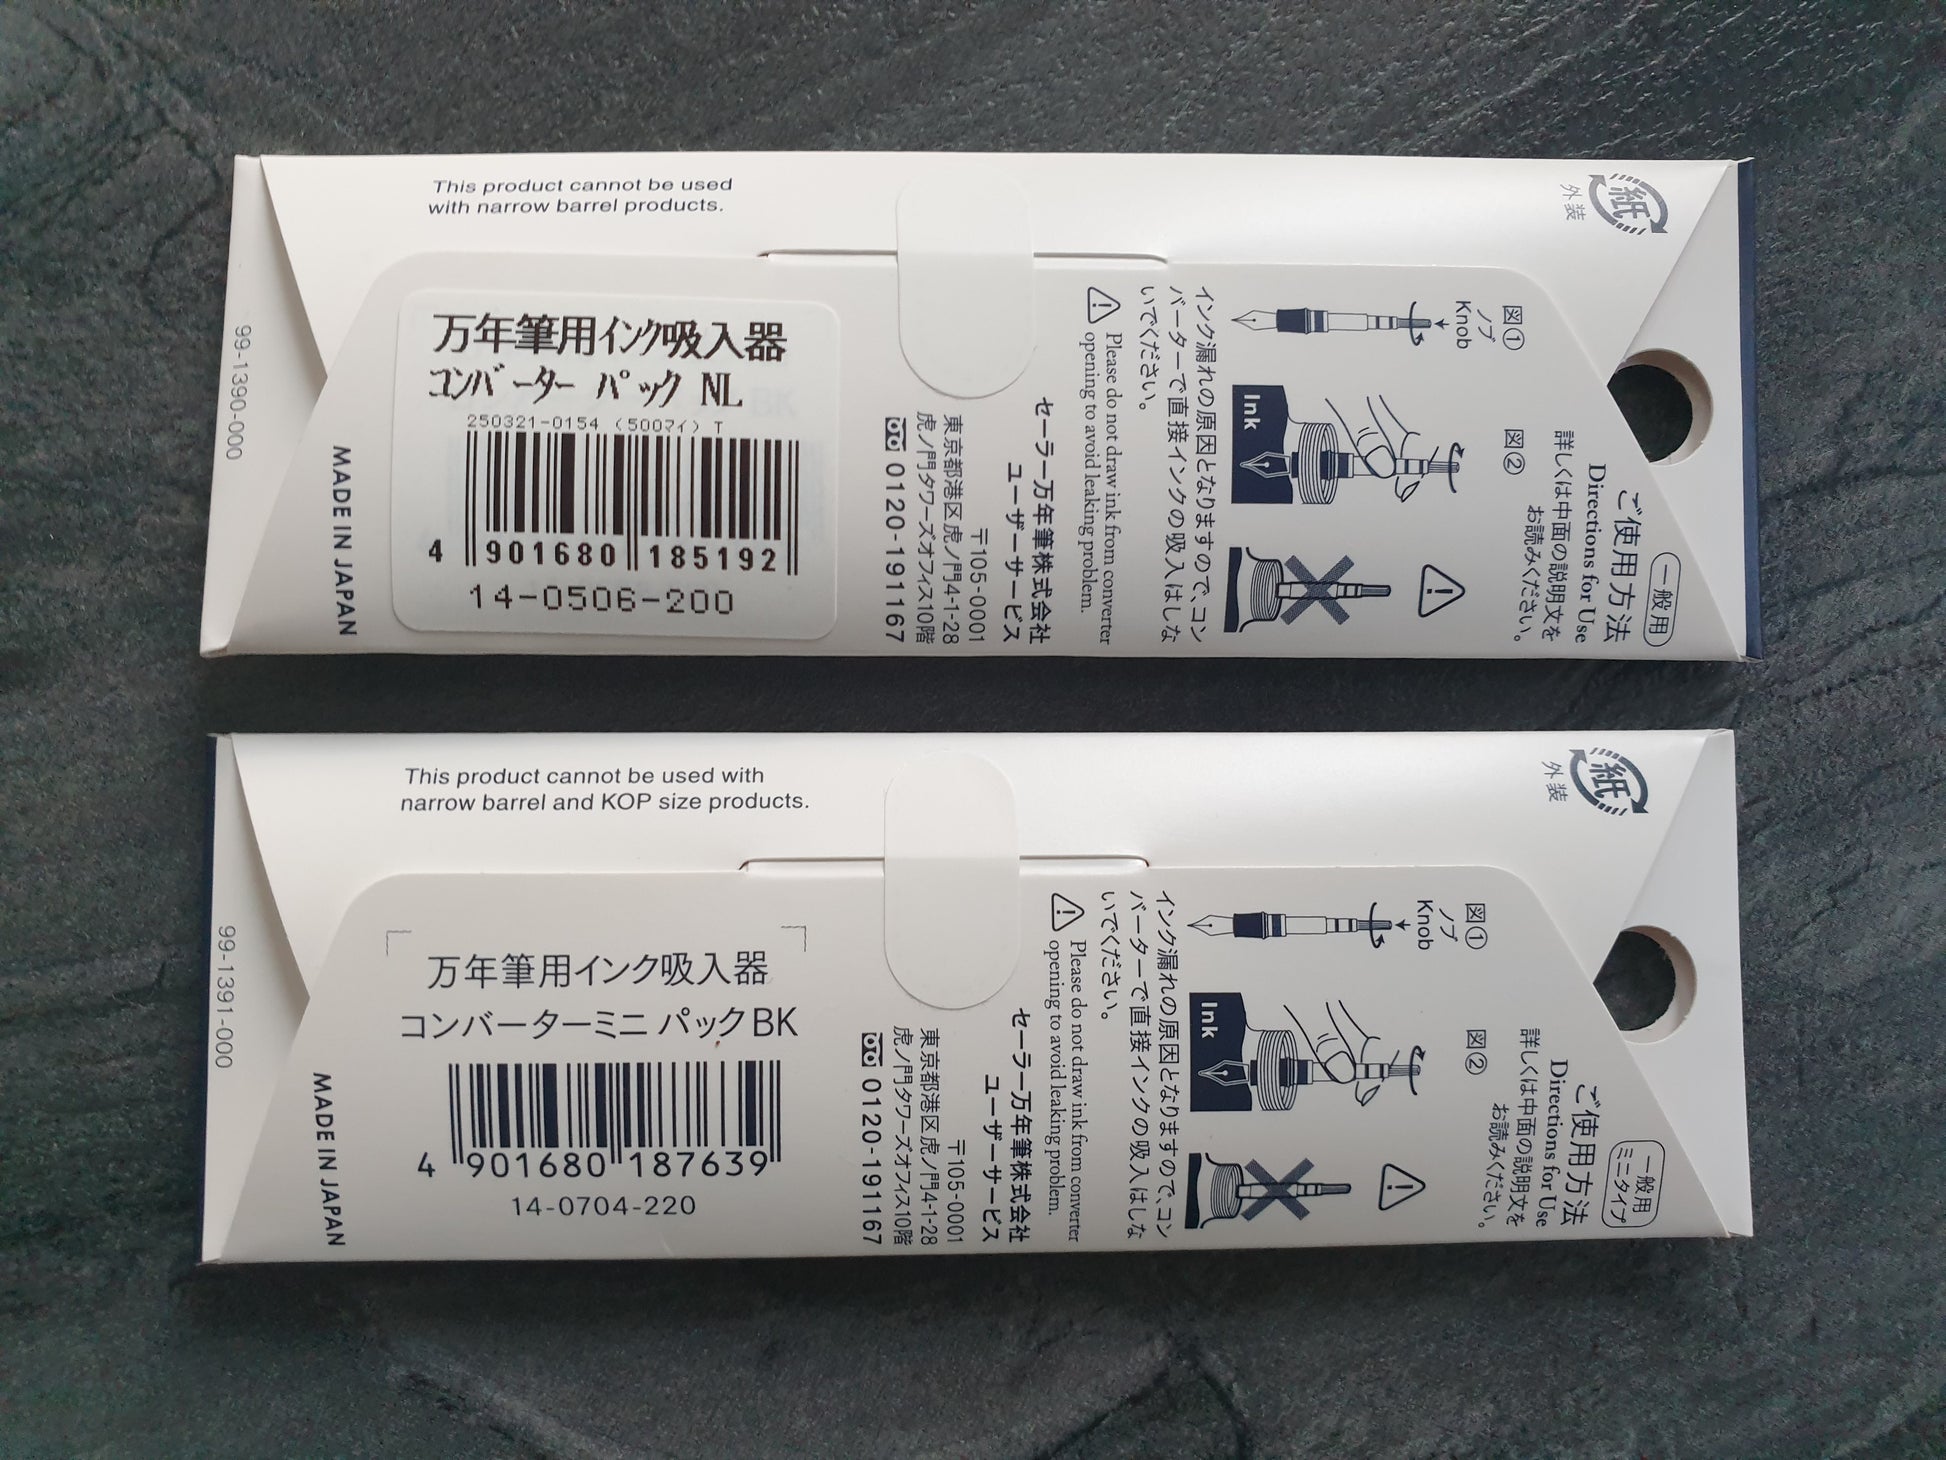 This product cannot be used
with narrow barrel products.
99-1390-000
万年筆用インク吸入器
コンバーター パック NL
250321-0154 (500マイ) T
4 901680 185192
14-0506-200
MADE IN JAPAN
紙
外装
一般用
ご使用方法
Directions for Use
詳しくは中面の説明文を
お読みください。
図①
ノブ
Knob
図②
Ink
インク漏れの原因となりますので、コン
バーターで直接インクの吸入はしな
いでください。
Please do not draw ink from converter
opening to avoid leaking problem.
セーラー万年筆株式会社
ユーザーサービス
〒105-0001
東京都港区虎ノ門4-1-28
虎ノ門タワーズオフィス10階
0120-191167
This product cannot be used with
narrow barrel and KOP size products.
99-1391-000
万年筆用インク吸入器
コンバーターミニ パックBK
4 901680 187639
14-0704-220
MADE IN JAPAN
紙
外装
一般用
ミニタイプ
ご使用方法
Directions for Use
詳しくは中面の説明文を
お読みください。
図①
ノブ
Knob
図②
Ink
インク漏れの原因となりますので、コン
バーターで直接インクの吸入はしな
いでください。
Please do not draw ink from converter
opening to avoid leaking problem.
セーラー万年筆株式会社
ユーザーサービス
〒105-0001
東京都港区虎ノ門4-1-28
虎ノ門タワーズオフィス10階
0120-191167